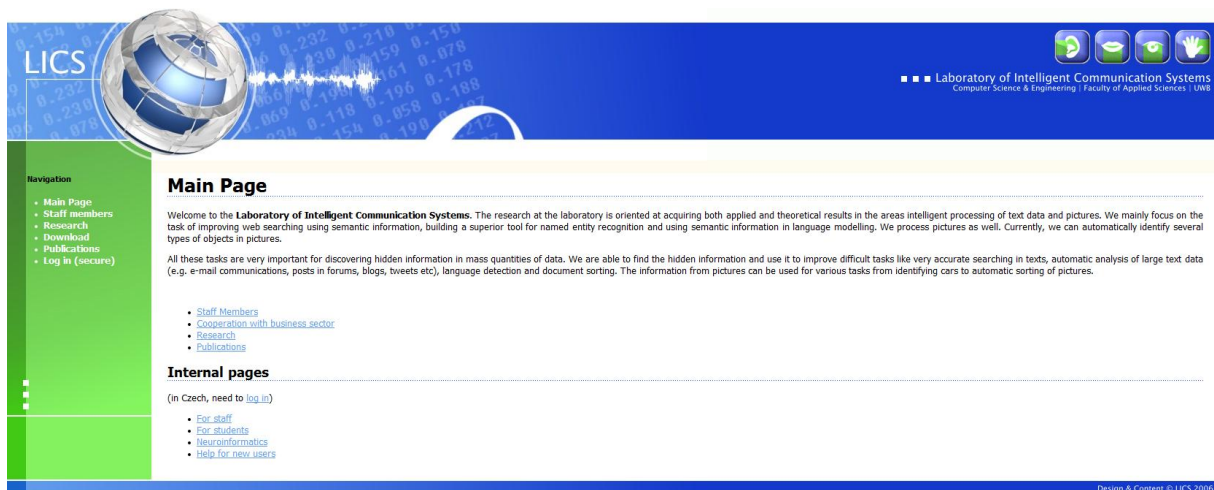 LICS
Laboratory of Intelligent Communication Systems
Computer Science & Engineering | Faculty of Applied Sciences | UWB
Navigation
Main Page
Staff members
Research
Download
Publications
Log in (secure)
Main Page
Welcome to the Laboratory of Intelligent Communication Systems. The research at the laboratory is oriented at acquiring both applied and theoretical results in the areas intelligent processing of text data and pictures. We mainly focus on the
task of improving web searching using semantic information, building a superior tool for named entity recognition and using semantic information in language modelling. We process pictures as well. Currently, we can automatically identify several
types of objects in pictures.
All these tasks are very important for discovering hidden information in mass quantities of data. We are able to find the hidden information and use it to improve difficult tasks like very accurate searching in texts, automatic analysis of large text data
(e.g. e-mail communications, posts in forums, blogs, tweets etc), language detection and document sorting. The information from pictures can be used for various tasks from identifying cars to automatic sorting of pictures.
Staff Members
Cooperation with business sector
Research
Publications
Internal pages
(in Czech, need to log in)
For staff
For students
Neuroinformatics
Help for new users
Design & Content © LICS 2006